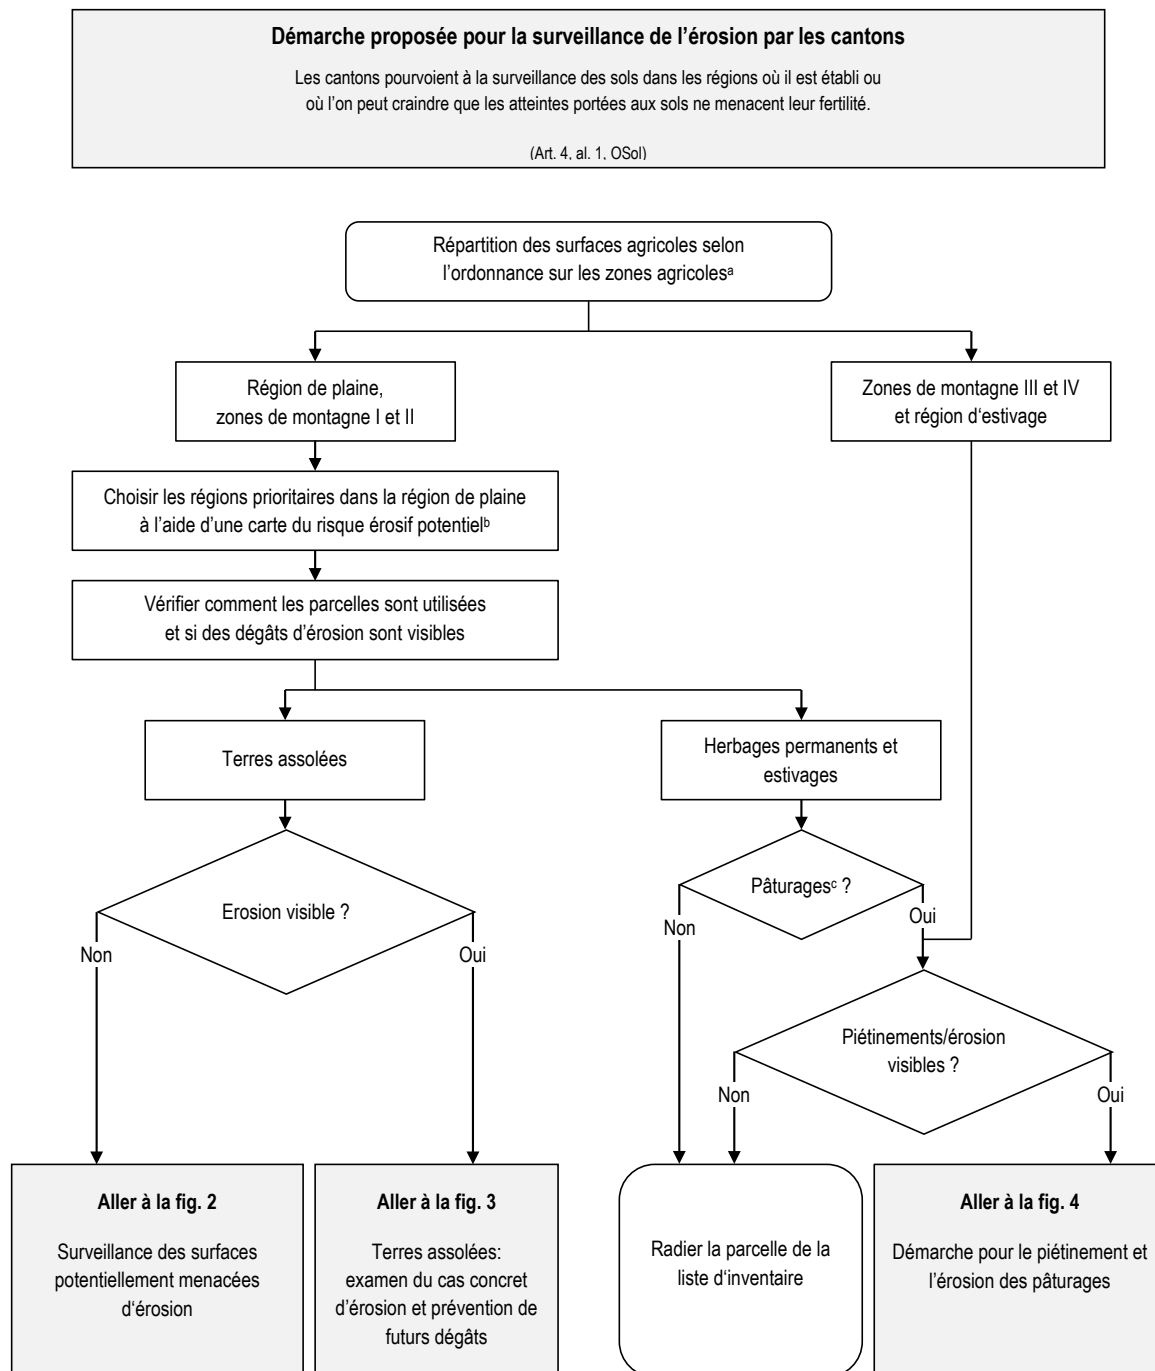 Démarche proposée pour la surveillance de l’érosion par les cantons
Les cantons pourvoient à la surveillance des sols dans les régions où il est établi ou
où l’on peut craindre que les atteintes portées aux sols ne menacent leur fertilité.
(Art. 4, al. 1, OSol)
Répartition des surfaces agricoles selon
l’ordonnance sur les zones agricolesᵃ
Région de plaine,
zones de montagne I et II
Zones de montagne III et IV
et région d‘estivage
Choisir les régions prioritaires dans la région de plaine
à l’aide d’une carte du risque érosif potentielᵇ
Vérifier comment les parcelles sont utilisées
et si des dégâts d’érosion sont visibles
Terres assolées
Herbages permanents et
estivages
Erosion visible ?
Pâturagesᶜ ?
Non
Oui
Non
Oui
Piétinements/érosion
visibles ?
Non
Oui
Aller à la fig. 2
Surveillance des surfaces
potentiellement menacées
d‘érosion
Aller à la fig. 3
Terres assolées:
examen du cas concret
d’érosion et prévention de
futurs dégâts
Radier la parcelle de la
liste d‘inventaire
Aller à la fig. 4
Démarche pour le piétinement et
l’érosion des pâturages